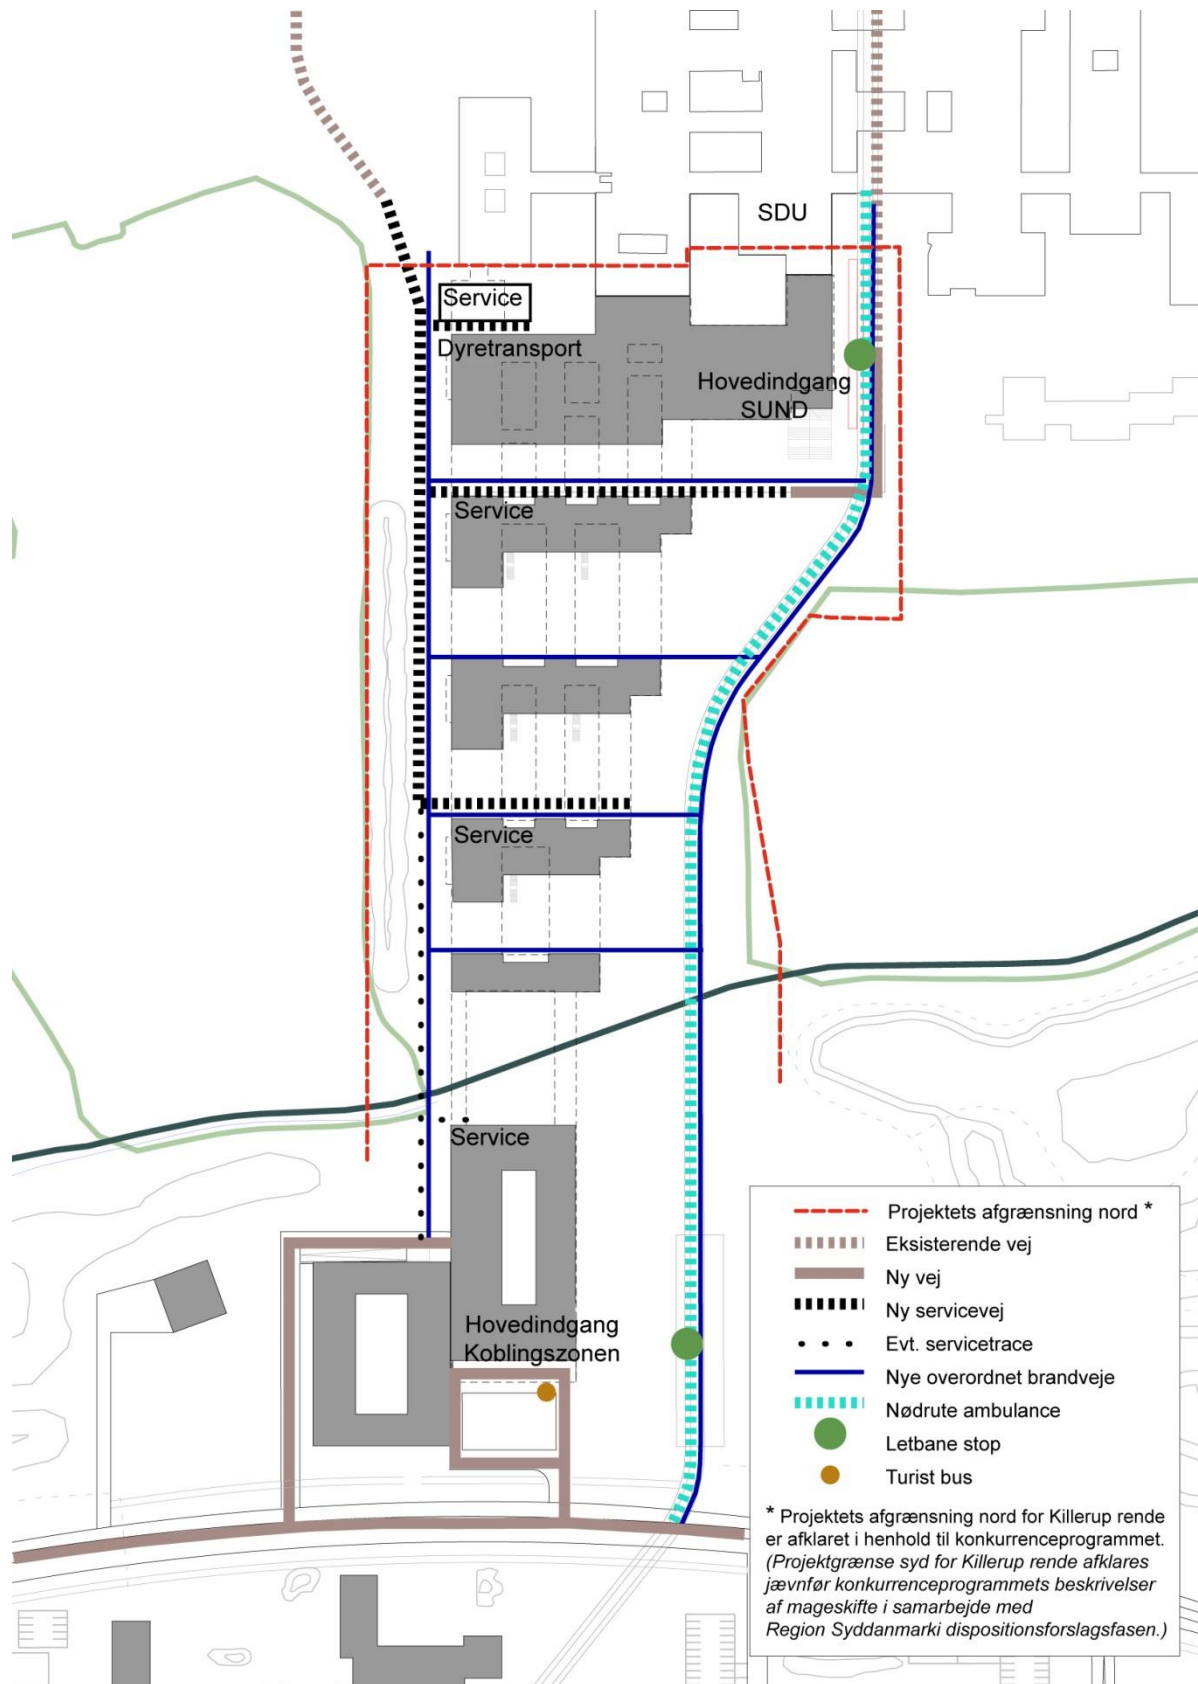 SDU
Service
Dyretransport
Hovedindgang
SUND
Service
Service
Service
Hovedindgang
Koblingszonen
Projektets afgrænsning nord *
Eksisterende vej
Ny vej
Ny servicevej
Evt. servicetrace
Nye overordnet brandveje
Nødrute ambulance
Letbane stop
Turist bus
* Projektets afgrænsning nord for Killerup rende
er afklaret i henhold til konkurrenceprogrammet.
(Projektgrænse syd for Killerup rende afklares
jævnfør konkurrenceprogrammets beskrivelser
af mageskifte i samarbejde med
Region Syddanmarki dispositionsforslagsfasen.)